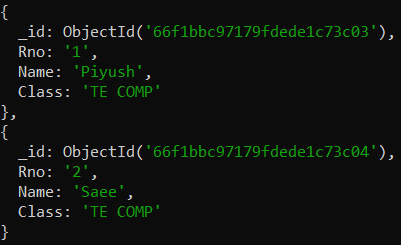 {
  _id: ObjectId('66f1bbc97179fdede1c73c03'),
  Rno: '1',
  Name: 'Piyush',
  Class: 'TE COMP'
},
{
  _id: ObjectId('66f1bbc97179fdede1c73c04'),
  Rno: '2',
  Name: 'Saee',
  Class: 'TE COMP'
}